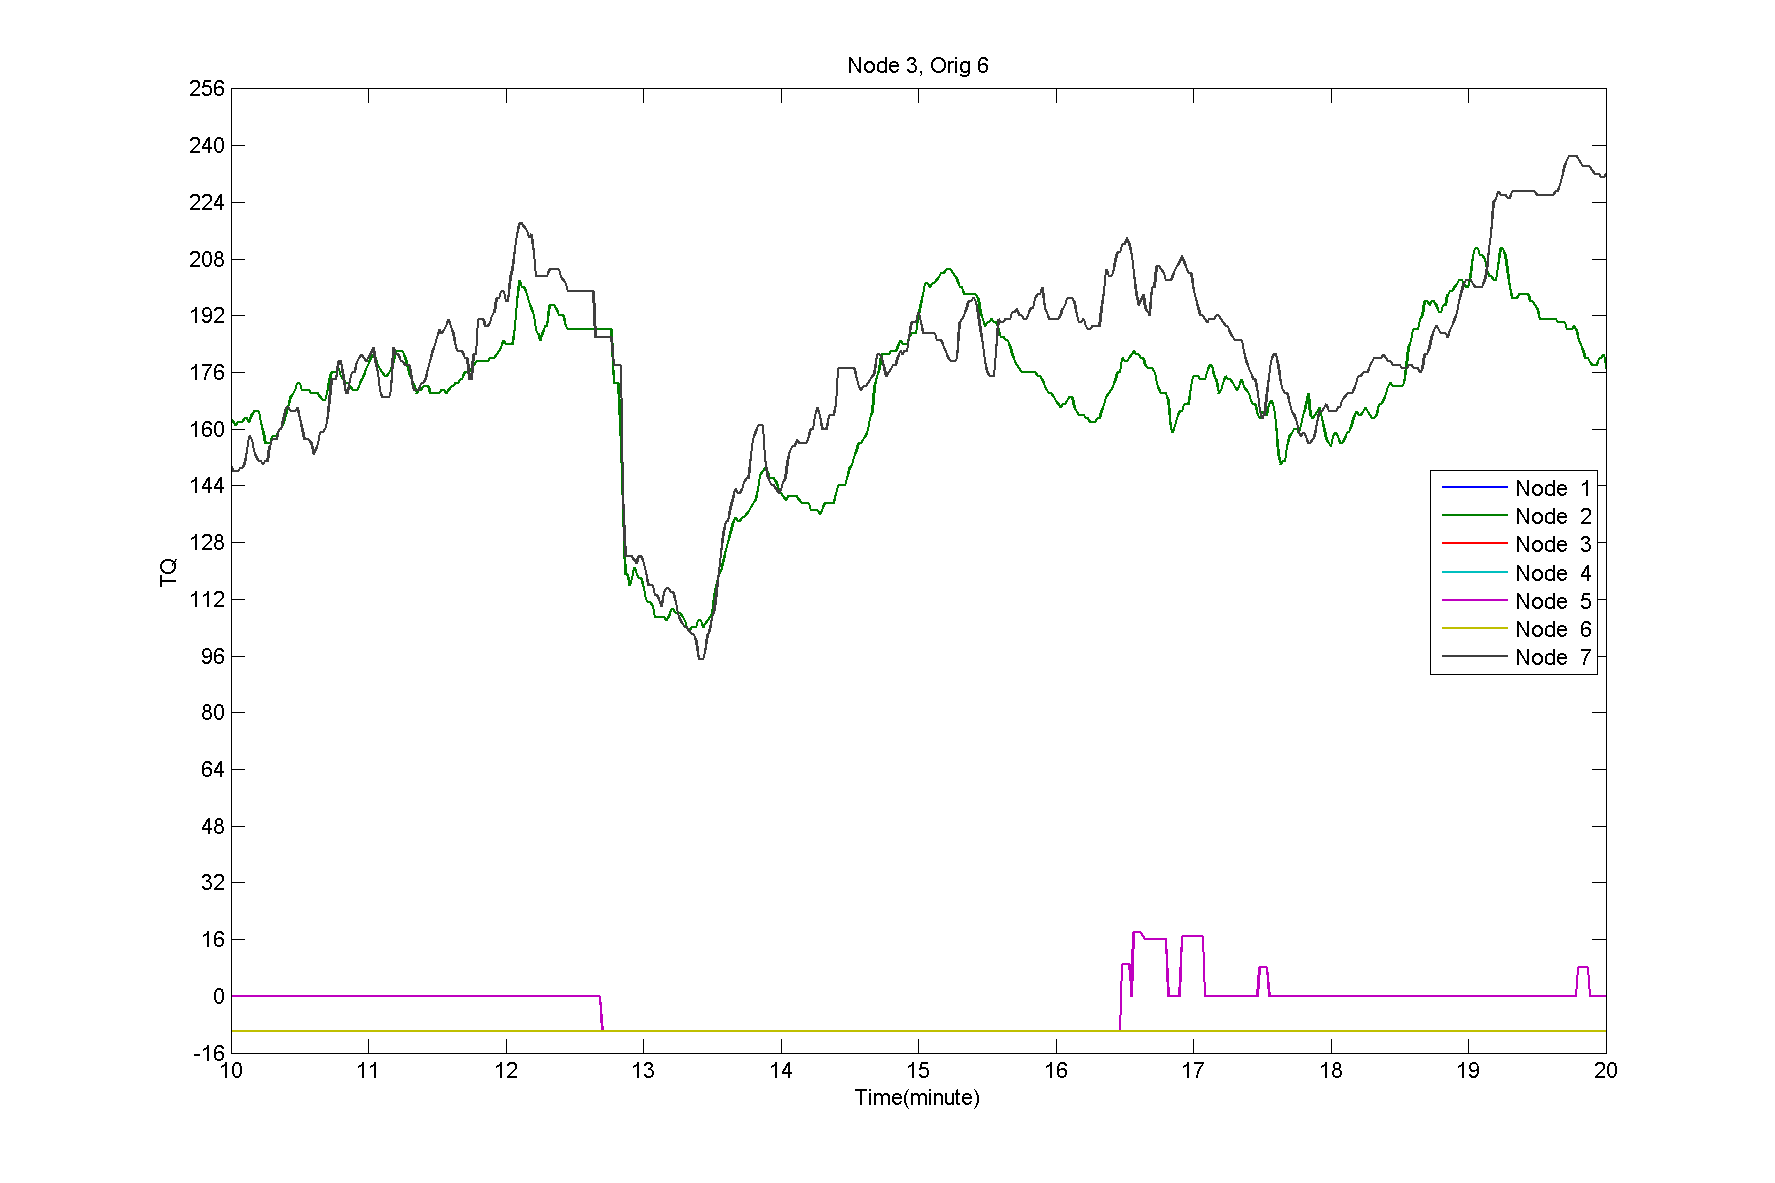 Node 3, Orig 6
256
240
224
208
192
176
160
144
128
112
96
80
64
48
32
16
0
-16
TQ
Node 1
Node 2
Node 3
Node 4
Node 5
Node 6
Node 7
10 11 12 13 14 15 16 17 18 19 20
Time(minute)